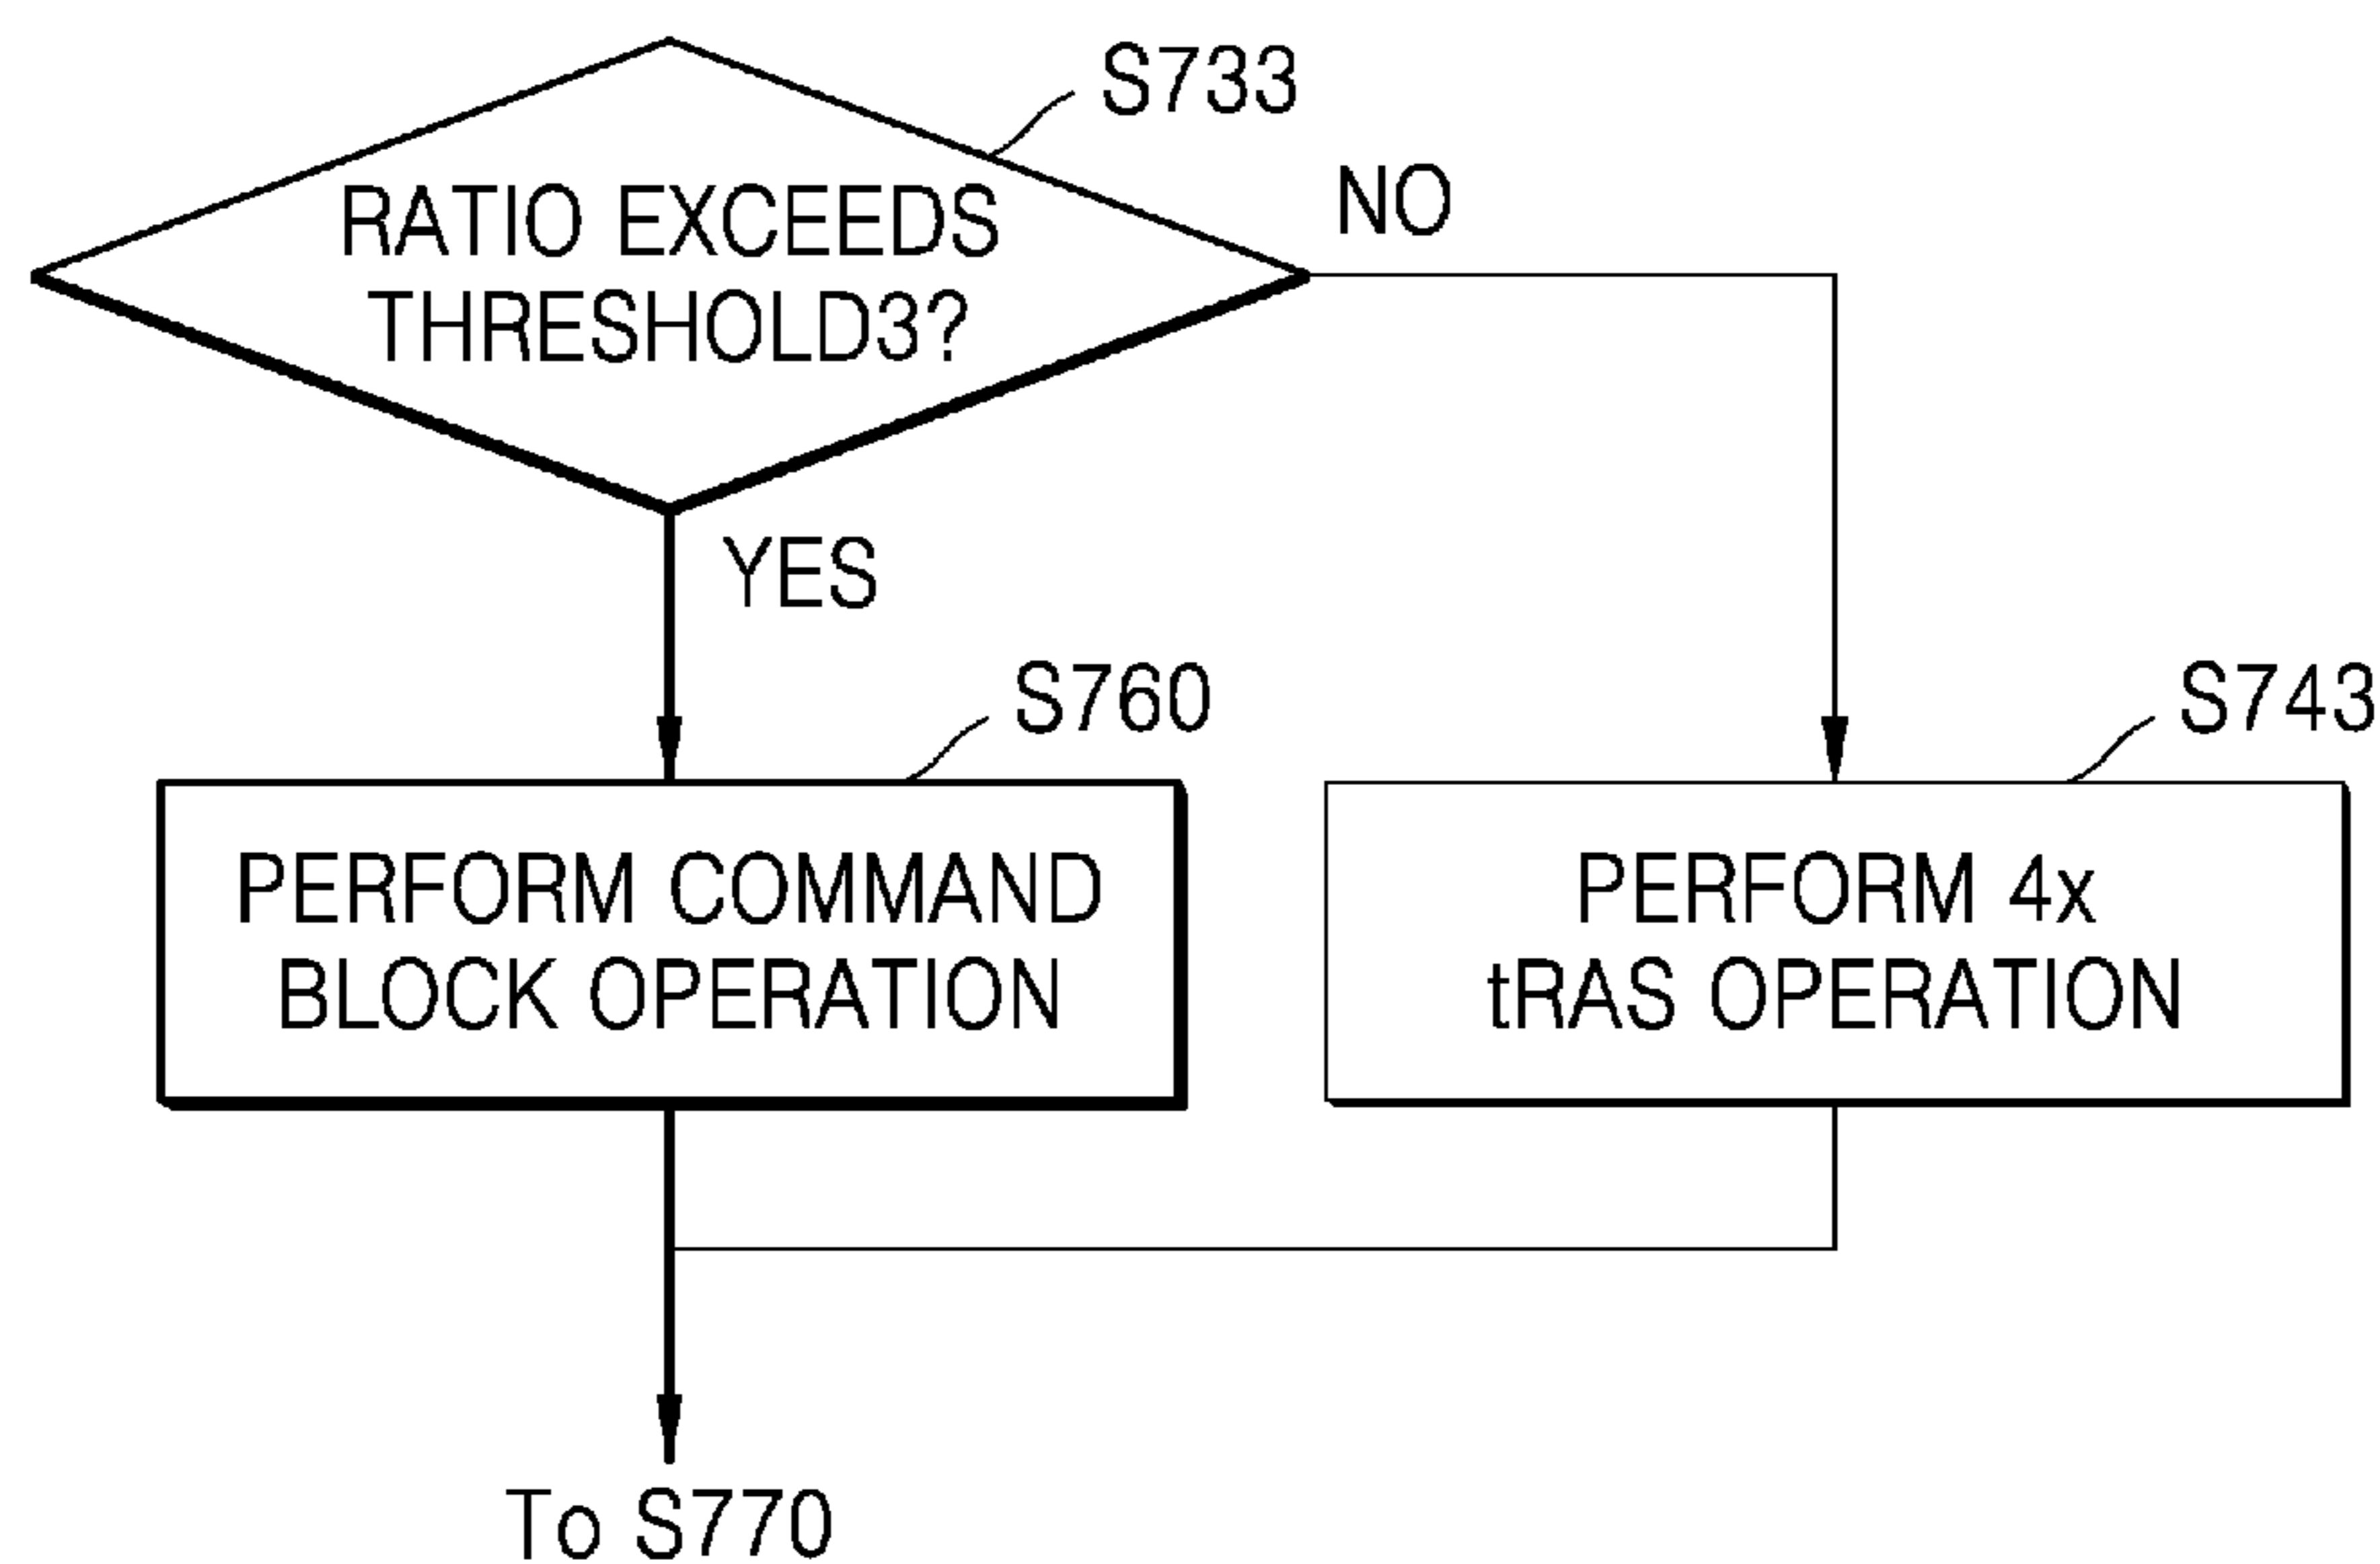 S733
RATIO EXCEEDS
THRESHOLD3?
NO
YES
S760
S743
PERFORM COMMAND
BLOCK OPERATION
PERFORM 4x
tRAS OPERATION
To S770